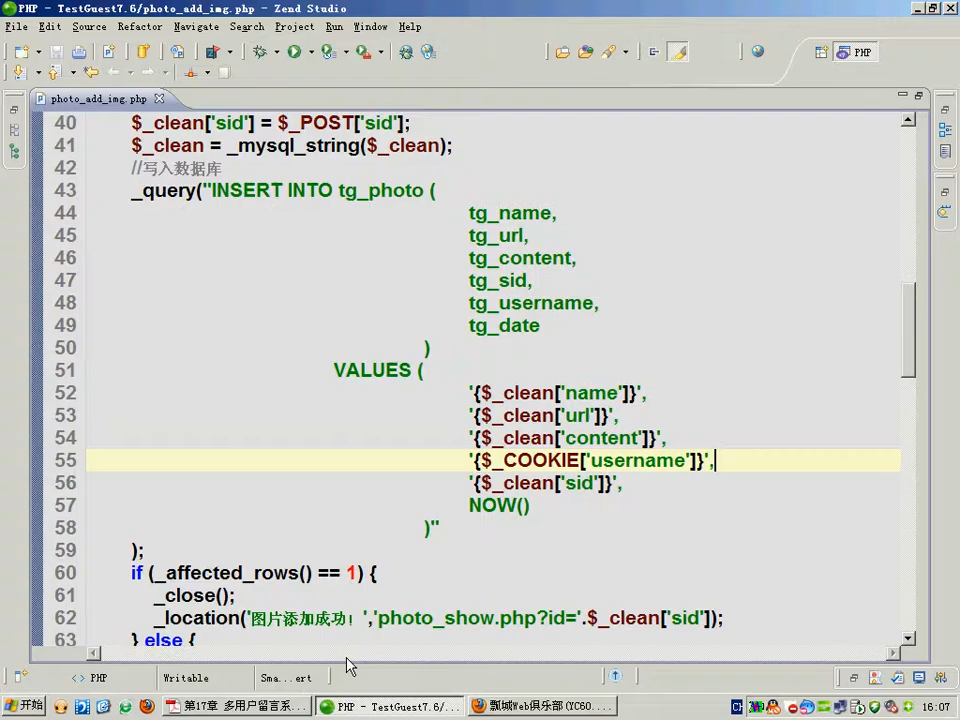 PHP - TestGuest7.6/photo_add_img.php - Zend Studio
File Edit Source Refactor Navigate Search Project Run Window Help
PHP
photo_add_img.php
40 $_clean['sid'] = $_POST['sid'];
41 $_clean = _mysql_string($_clean);
42 //写入数据库
43 _query("INSERT INTO tg_photo (
44 tg_name,
45 tg_url,
46 tg_content,
47 tg_sid,
48 tg_username,
49 tg_date
50 )
51 VALUES (
52 '{$_clean['name']}',
53 '{$_clean['url']}',
54 '{$_clean['content']}',
55 '{$_COOKIE['username']}',
56 '{$_clean['sid']}',
57 NOW()
58 )"
59 );
60 if (_affected_rows() == 1) {
61 _close();
62 _location('图片添加成功！','photo_show.php?id='.$_clean['sid']);
63 } else {
<> PHP Writable Sma...ert
开始 第17章 多用户留言系... PHP - TestGuest7.6/... 瓢城Web俱乐部(YC60... CH 16:07